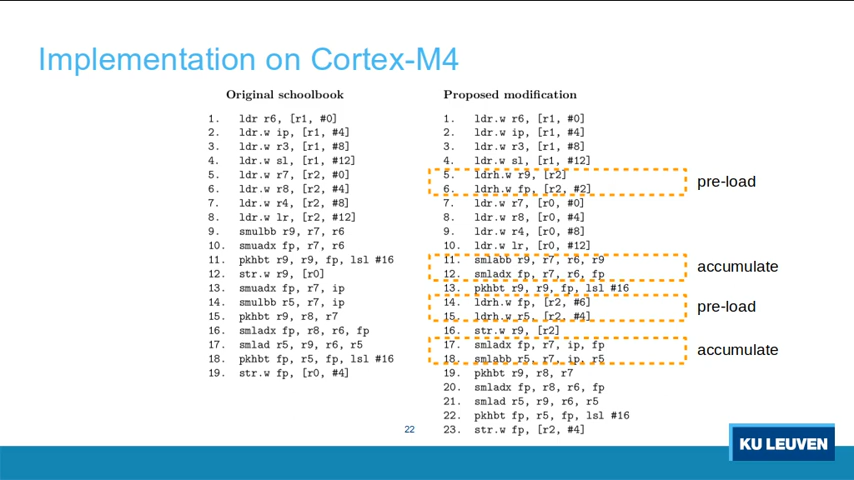 Implementation on Cortex-M4
Original schoolbook
1. ldr r6, [r1, #0]
2. ldr.w ip, [r1, #4]
3. ldr.w r3, [r1, #8]
4. ldr.w sl, [r1, #12]
5. ldr.w r7, [r2, #0]
6. ldr.w r8, [r2, #4]
7. ldr.w r4, [r2, #8]
8. ldr.w lr, [r2, #12]
9. smulbb r9, r7, r6
10. smuadx fp, r7, r6
11. pkhbt r9, r9, fp, lsl #16
12. str.w r9, [r0]
13. smuadx fp, r7, ip
14. smulbb r5, r7, ip
15. pkhbt r9, r8, r7
16. smladx fp, r8, r6, fp
17. smlad r5, r9, r6, r5
18. pkhbt fp, r5, fp, lsl #16
19. str.w fp, [r0, #4]
Proposed modification
1. ldr.w r6, [r1, #0]
2. ldr.w ip, [r1, #4]
3. ldr.w r3, [r1, #8]
4. ldr.w sl, [r1, #12]
5. ldrh.w r9, [r2]
6. ldrh.w fp, [r2, #2]
7. ldr.w r7, [r0, #0]
8. ldr.w r8, [r0, #4]
9. ldr.w r4, [r0, #8]
10. ldr.w lr, [r0, #12]
11. smlabb r9, r7, r6, r9
12. smladx fp, r7, r6, fp
13. pkhbt r9, r9, fp, lsl #16
14. ldrh.w fp, [r2, #6]
15. ldrh.w r5, [r2, #4]
16. str.w r9, [r2]
17. smladx fp, r7, ip, fp
18. smlabb r5, r7, ip, r5
19. pkhbt r9, r8, r7
20. smladx fp, r8, r6, fp
21. smlad r5, r9, r6, r5
22. pkhbt fp, r5, fp, lsl #16
23. str.w fp, [r2, #4]
pre-load
accumulate
pre-load
accumulate
22
KU LEUVEN